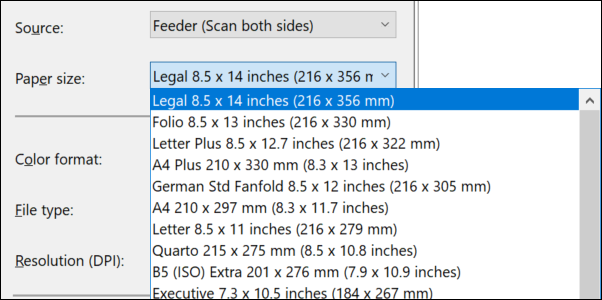 Source: Feeder (Scan both sides)
Paper size: Legal 8.5 x 14 inches (216 x 356 m
Legal 8.5 x 14 inches (216 x 356 mm)
Folio 8.5 x 13 inches (216 x 330 mm)
Letter Plus 8.5 x 12.7 inches (216 x 322 mm)
A4 Plus 210 x 330 mm (8.3 x 13 inches)
Color format:
German Std Fanfold 8.5 x 12 inches (216 x 305 mm)
File type:
A4 210 x 297 mm (8.3 x 11.7 inches)
Letter 8.5 x 11 inches (216 x 279 mm)
Quarto 215 x 275 mm (8.5 x 10.8 inches)
Resolution (DPI):
B5 (ISO) Extra 201 x 276 mm (7.9 x 10.9 inches)
Executive 7.3 x 10.5 inches (184 x 267 mm)